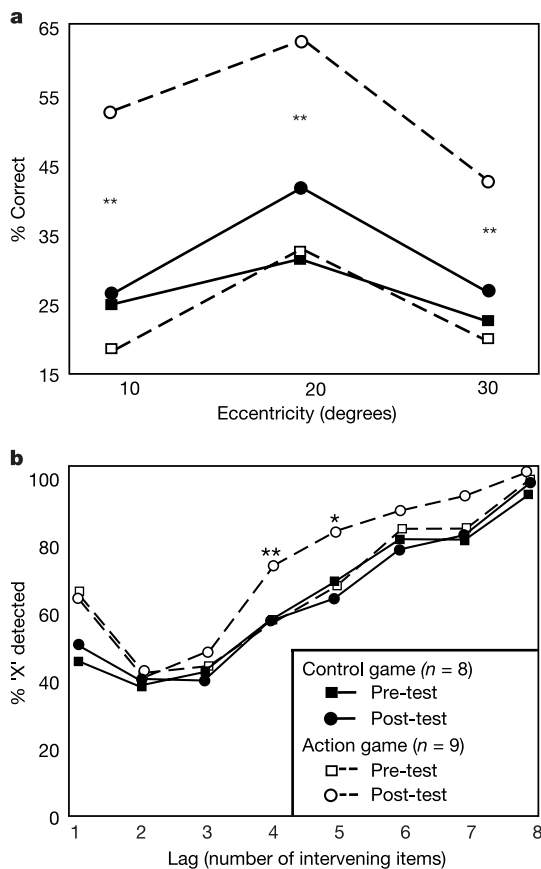 a
65
55
45
35
25
15
% Correct
**
**
**
10 20 30
Eccentricity (degrees)
b
100
80
60
40
20
0
% 'X' detected
**
*
Control game (n = 8)
Pre-test
Post-test
Action game (n = 9)
Pre-test
Post-test
1 2 3 4 5 6 7 8
Lag (number of intervening items)